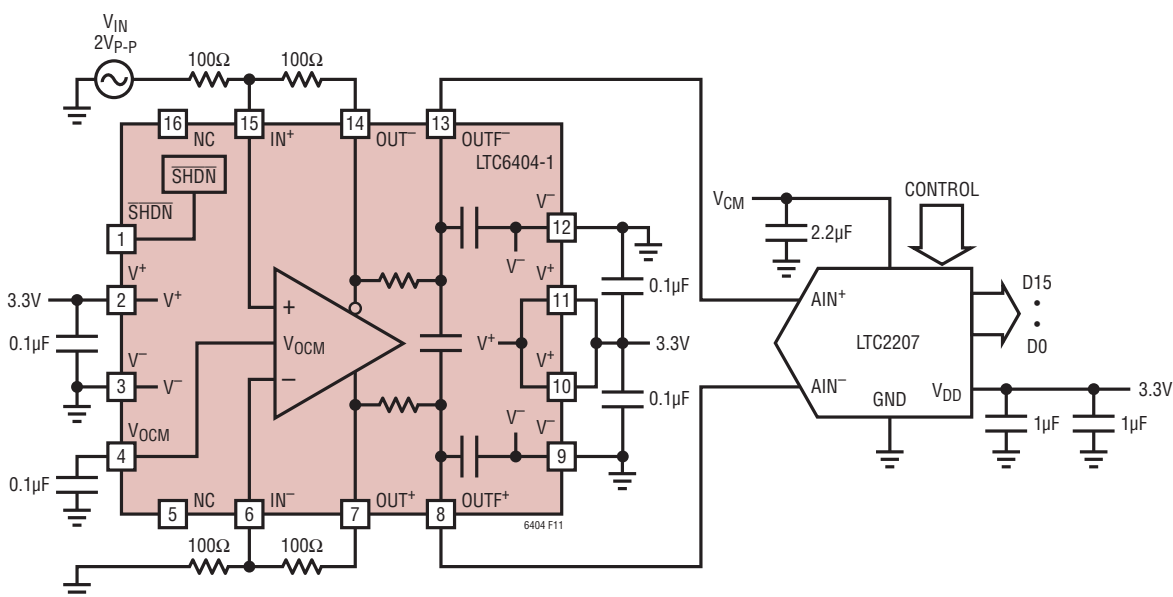 V_IN
2V_P-P
100Ω 100Ω
16 15 14 13
NC IN⁺ OUT⁻ OUTF⁻
LTC6404-1
SHDN
SHDN
1
V⁻
12
V⁻
V⁺
3.3V 2 V⁺
0.1µF
V⁻
3 V⁻
V_OCM
4
0.1µF
+
V_OCM
−
V⁺
11
V⁺
V⁺
10
3.3V
0.1µF
0.1µF
V⁻
V⁻
9
NC IN⁻ OUT⁺ OUTF⁺
5 6 7 8
6404 F11
100Ω 100Ω
V_CM
2.2µF
CONTROL
AIN⁺
LTC2207
AIN⁻
GND
V_DD
D15
•
•
D0
3.3V
1µF 1µF